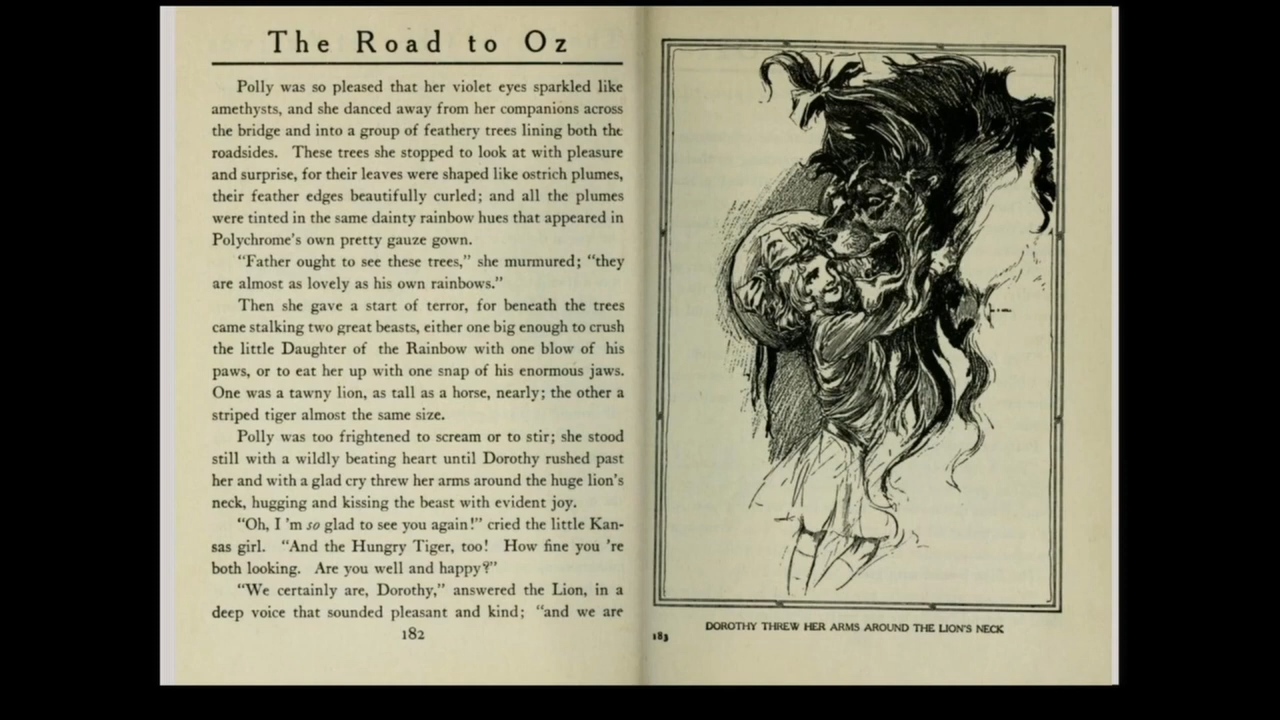 The Road to Oz
Polly was so pleased that her violet eyes sparkled like
amethysts, and she danced away from her companions across
the bridge and into a group of feathery trees lining both the
roadsides. These trees she stopped to look at with pleasure
and surprise, for their leaves were shaped like ostrich plumes,
their feather edges beautifully curled; and all the plumes
were tinted in the same dainty rainbow hues that appeared in
Polychrome's own pretty gauze gown.
"Father ought to see these trees," she murmured; "they
are almost as lovely as his own rainbows."
Then she gave a start of terror, for beneath the trees
came stalking two great beasts, either one big enough to crush
the little Daughter of the Rainbow with one blow of his
paws, or to eat her up with one snap of his enormous jaws.
One was a tawny lion, as tall as a horse, nearly; the other a
striped tiger almost the same size.
Polly was too frightened to scream or to stir; she stood
still with a wildly beating heart until Dorothy rushed past
her and with a glad cry threw her arms around the huge lion's
neck, hugging and kissing the beast with evident joy.
"Oh, I 'm so glad to see you again!" cried the little Kan-
sas girl. "And the Hungry Tiger, too! How fine you 're
both looking. Are you well and happy?"
"We certainly are, Dorothy," answered the Lion, in a
deep voice that sounded pleasant and kind; "and we are
182
DOROTHY THREW HER ARMS AROUND THE LION'S NECK
183